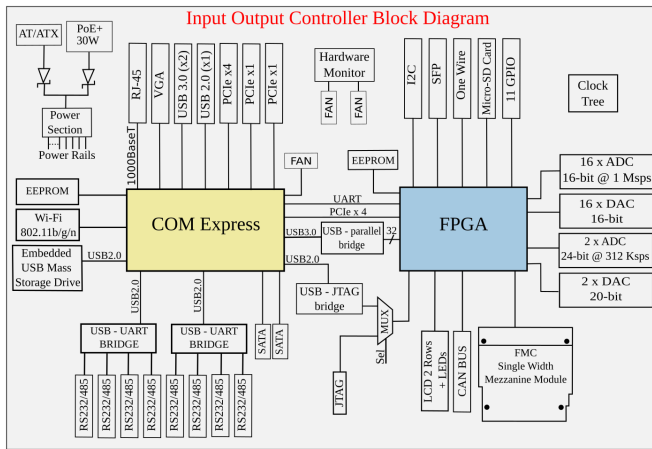 Input Output Controller Block Diagram
AT/ATX
PoE+
30W
Power
Section
Power Rails
RJ-45
VGA
USB 3.0 (x2)
USB 2.0 (x1)
PCIe x4
PCIe x1
PCIe x1
1000BaseT
Hardware
Monitor
FAN
FAN
I2C
SFP
One Wire
Micro-SD Card
11 GPIO
Clock
Tree
EEPROM
Wi-Fi
802.11b/g/n
Embedded
USB Mass
Storage Drive
USB2.0
COM Express
FAN
EEPROM
UART
PCIe x 4
USB3.0
USB - parallel
bridge
32
USB2.0
USB - JTAG
bridge
MUX
Sel
JTAG
FPGA
16 x ADC
16-bit @ 1 Msps
16 x DAC
16-bit
2 x ADC
24-bit @ 312 Ksps
2 x DAC
20-bit
USB2.0
USB2.0
USB - UART
BRIDGE
USB - UART
BRIDGE
SATA
SATA
RS232/485
RS232/485
RS232/485
RS232/485
RS232/485
RS232/485
RS232/485
RS232/485
LCD 2 Rows
+ LEDs
CAN BUS
FMC
Single Width
Mezzanine Module